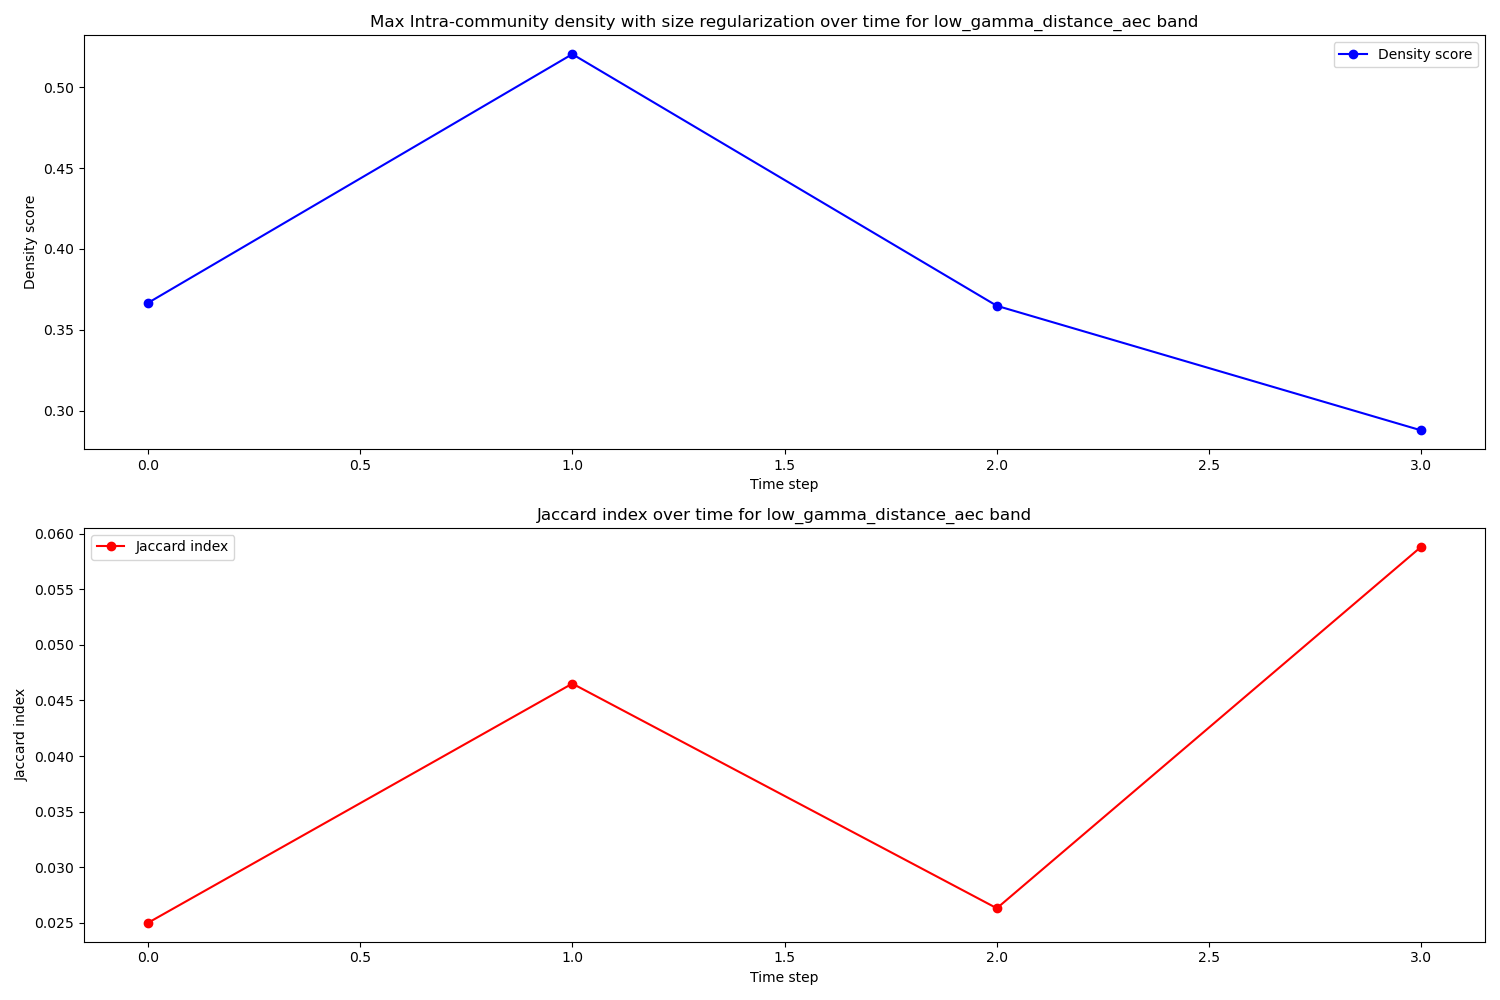 Max Intra-community density with size regularization over time for low_gamma_distance_aec band
Density score
0.50
0.45
0.40
0.35
0.30
Density score
0.0 0.5 1.0 1.5 2.0 2.5 3.0
Time step
Jaccard index over time for low_gamma_distance_aec band
Jaccard index
0.060
0.055
0.050
0.045
0.040
0.035
0.030
0.025
Jaccard index
0.0 0.5 1.0 1.5 2.0 2.5 3.0
Time step